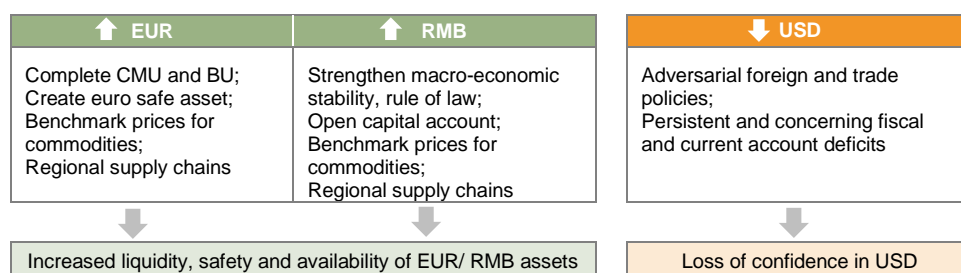 EUR
RMB
USD
Complete CMU and BU;
Create euro safe asset;
Benchmark prices for
commodities;
Regional supply chains
Strengthen macro-economic
stability, rule of law;
Open capital account;
Benchmark prices for
commodities;
Regional supply chains
Adversarial foreign and trade
policies;
Persistent and concerning fiscal
and current account deficits
Increased liquidity, safety and availability of EUR/ RMB assets
Loss of confidence in USD